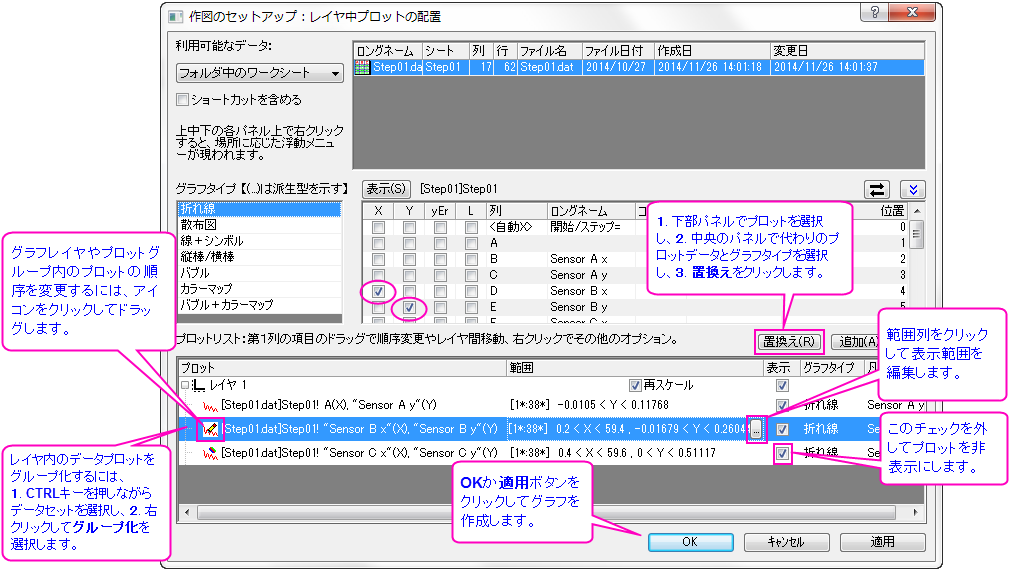 作図のセットアップ：レイヤ中プロットの配置
利用可能なデータ:
フォルダ中のワークシート
ショートカットを含める
上中下の各パネル上で右クリック
すると、場所に応じた浮動メニュ
ーが現われます。
ロングネーム シート 列 行 ファイル名 ファイル日付 作成日 変更日
Step01.da Step01 17 62 Step01.dat 2014/10/27 2014/11/26 14:01:18 2014/11/26 14:01:37
グラフタイプ【(...)は派生型を示す】
折れ線
散布図
線＋シンボル
縦棒/横棒
バブル
カラーマップ
バブル＋カラーマップ
表示(S) [Step01]Step01
X Y yEr L 列 ロングネーム コ 位置
<自動X> 開始/ステップ= 0
A 1
B Sensor A x 2
C Sensor A y 3
D Sensor B x 4
E Sensor B y 5
F Sensor C x
1. 下部パネルでプロットを選択
し、2. 中央のパネルで代わりのプ
ロットデータとグラフタイプを選択
し、3. 置換えをクリックします。
グラフレイヤやプロットグ
ループ内のプロットの順
序を変更するには、アイ
コンをクリックしてドラッ
グします。
プロットリスト：第1列の項目のドラッグで順序変更やレイヤ間移動、右クリックでその他のオプション。
置換え(R) 追加(A)
範囲列をクリック
して表示範囲を
編集します。
プロット 範囲 表示 グラフタイプ 凡
レイヤ 1 再スケール
[Step01.dat]Step01! A(X), "Sensor A y"(Y) [1*:38*] -0.0105 < Y < 0.11768 折れ線 Sensor A y
[Step01.dat]Step01! "Sensor B x"(X), "Sensor B y"(Y) [1*:38*] 0.2 < X < 59.4 , -0.01679 < Y < 0.2604 ... 折れ線 Se
[Step01.dat]Step01! "Sensor C x"(X), "Sensor C y"(Y) [1*:38*] 0.4 < X < 59.6 , 0 < Y < 0.51117 折れ線 Se
このチェックを外
してプロットを非
表示にします。
レイヤ内のデータプロットを
グループ化するには、
1. CTRLキーを押しながら
データセットを選択し、2. 右
クリックしてグループ化を
選択します。
OKか適用ボタンを
クリックしてグラフを
作成します。
OK キャンセル 適用